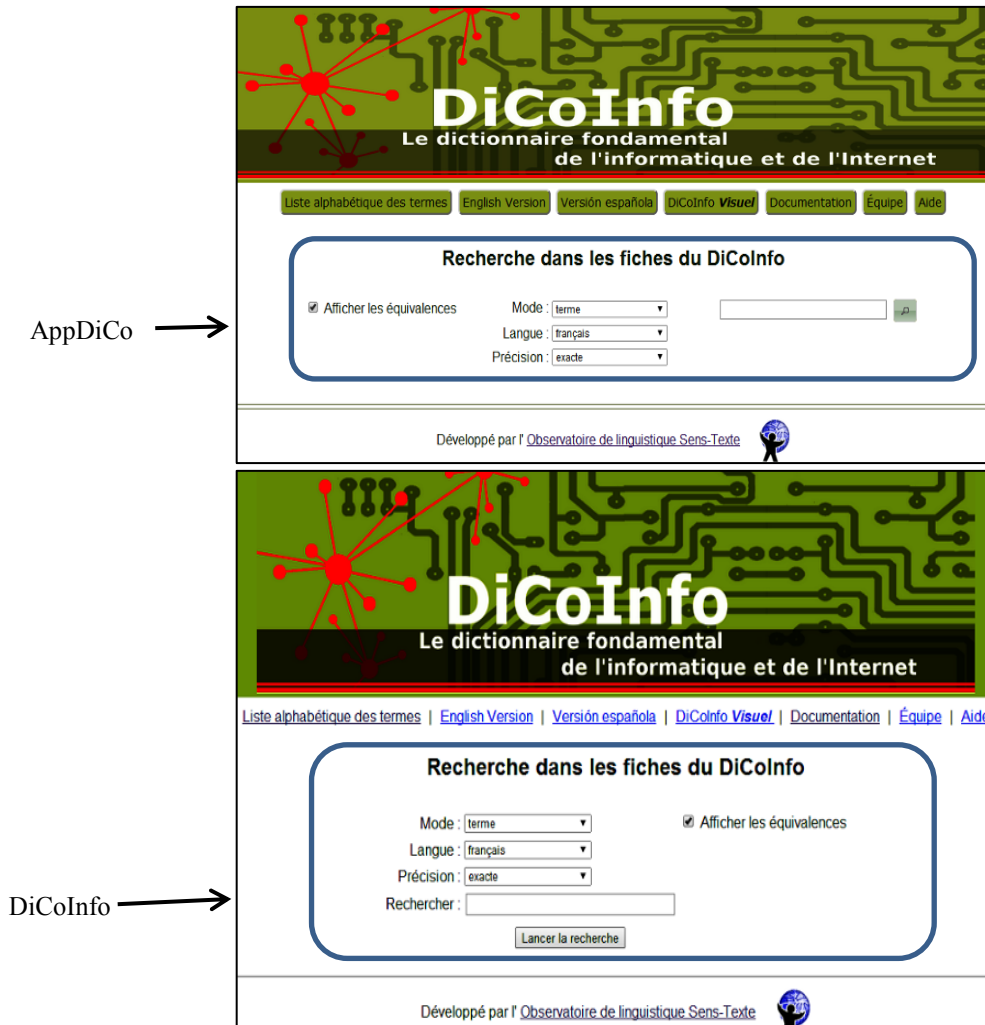 DiCoInfo
Le dictionnaire fondamental
de l'informatique et de l'Internet
Liste alphabétique des termes English Version Versión española DiCoInfo Visuel Documentation Équipe Aide
Recherche dans les fiches du DiCoInfo
Afficher les équivalences Mode : terme
Langue : français
Précision : exacte
AppDiCo
Développé par l' Observatoire de linguistique Sens-Texte
DiCoInfo
Le dictionnaire fondamental
de l'informatique et de l'Internet
Liste alphabétique des termes | English Version | Versión española | DiCoInfo Visuel | Documentation | Équipe | Aide
Recherche dans les fiches du DiCoInfo
Mode : terme Afficher les équivalences
Langue : français
Précision : exacte
Rechercher :
DiCoInfo
Lancer la recherche
Développé par l' Observatoire de linguistique Sens-Texte